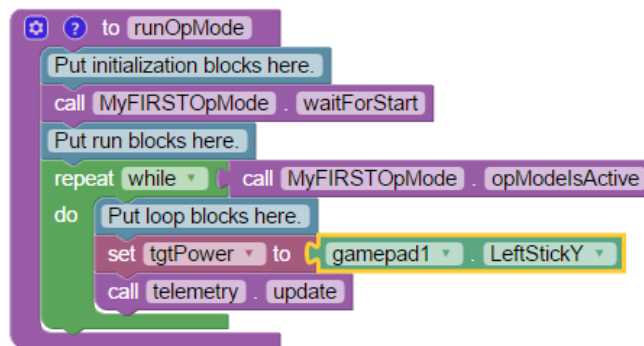 ? to runOpMode
Put initialization blocks here.
call MyFIRSTOpMode . waitForStart
Put run blocks here.
repeat while call MyFIRSTOpMode . opModeIsActive
do Put loop blocks here.
set tgtPower to gamepad1 . LeftStickY
call telemetry . update